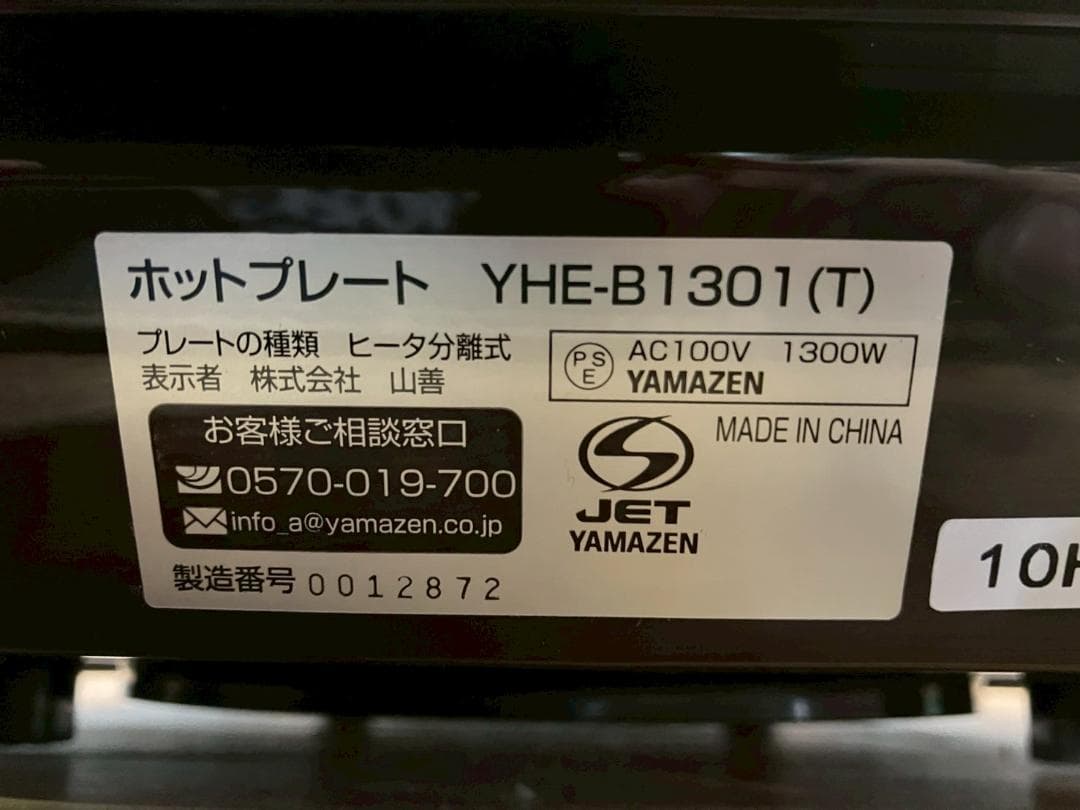 ホットプレート YHE-B1301(T)
プレートの種類 ヒータ分離式
表示者 株式会社 山善
PSE AC100V 1300W
YAMAZEN
お客様ご相談窓口
0570-019-700
info_a@yamazen.co.jp
MADE IN CHINA
JET
YAMAZEN
製造番号 0012872
10H